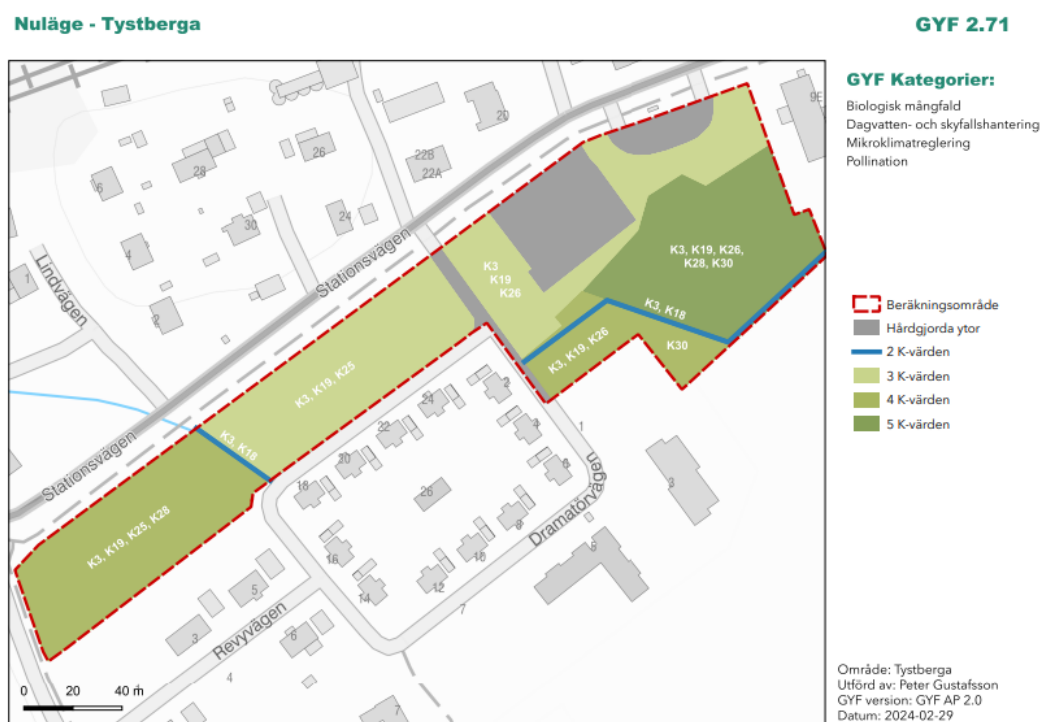 Nuläge - Tystberga
GYF 2.71
GYF Kategorier:
Biologisk mångfald
Dagvatten- och skyfallshantering
Mikroklimatreglering
Pollination
9E
20
26
22B
22A
28
6
24
30
4
K3, K19, K26,
K28, K30
Stationsvägen
Lindvägen
1
K3
K19
K26
2
K3, K18
Beräkningsområde
Hårdgjorda ytor
2 K-värden
3 K-värden
4 K-värden
5 K-värden
K30
K3, K19, K26
K3, K19, K25
2
24
22
4
1
K3, K18
Stationsvägen
20
6
18
26
3
Dramatörvägen
8
K3, K19, K25, K28
16
10
5
12
14
5
7
Revyvägen
3
6
4
0 20 40 m
7
Område: Tystberga
Utförd av: Peter Gustafsson
GYF version: GYF AP 2.0
Datum: 2024-02-29